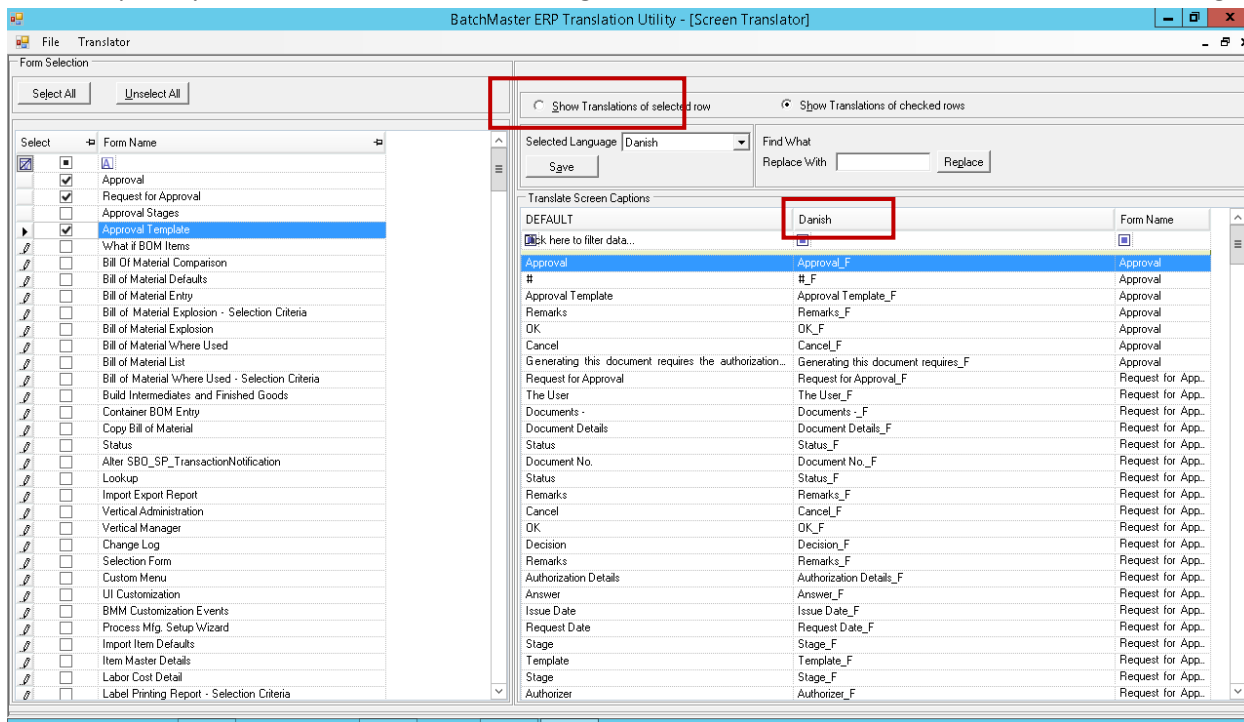 BatchMaster ERP Translation Utility - [Screen Translator]
File Translator
Form Selection
Select All Unselect All
Show Translations of selected row Show Translations of checked rows
Select Form Name
Approval
Request for Approval
Approval Stages
Approval Template
What if BOM Items
Bill Of Material Comparison
Bill of Material Defaults
Bill of Material Entry
Bill of Material Explosion - Selection Criteria
Bill of Material Explosion
Bill of Material Where Used
Bill of Material List
Bill of Material Where Used - Selection Criteria
Build Intermediates and Finished Goods
Container BOM Entry
Copy Bill of Material
Status
Alter SBO_SP_TransactionNotification
Lookup
Import Export Report
Vertical Administration
Vertical Manager
Change Log
Selection Form
Custom Menu
UI Customization
BMM Customization Events
Process Mfg. Setup Wizard
Import Item Defaults
Item Master Details
Labor Cost Detail
Label Printing Report - Selection Criteria
Selected Language Danish
Save
Find What
Replace With Replace
Translate Screen Captions
DEFAULT Danish Form Name
ck here to filter data...
Approval Approval_F Approval
# #_F Approval
Approval Template Approval Template_F Approval
Remarks Remarks_F Approval
OK OK_F Approval
Cancel Cancel_F Approval
Generating this document requires the authorization... Generating this document requires_F Approval
Request for Approval Request for Approval_F Request for App...
The User The User_F Request for App...
Documents - Documents -_F Request for App...
Document Details Document Details_F Request for App...
Status Status_F Request for App...
Document No. Document No._F Request for App...
Status Status_F Request for App...
Remarks Remarks_F Request for App...
Cancel Cancel_F Request for App...
OK OK_F Request for App...
Decision Decision_F Request for App...
Remarks Remarks_F Request for App...
Authorization Details Authorization Details_F Request for App...
Answer Answer_F Request for App...
Issue Date Issue Date_F Request for App...
Request Date Request Date_F Request for App...
Stage Stage_F Request for App...
Template Template_F Request for App...
Stage Stage_F Request for App...
Authorizer Authorizer_F Request for App...